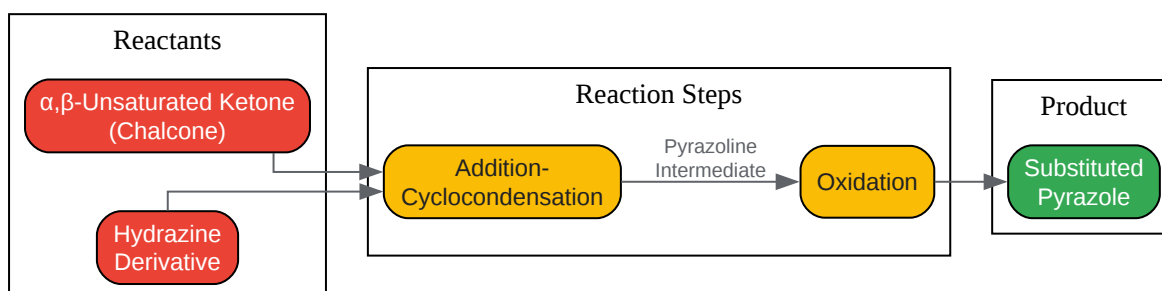 Reactants
α,β-Unsaturated Ketone
(Chalcone)
Hydrazine
Derivative
Reaction Steps
Addition-
Cyclocondensation
Pyrazoline
Intermediate
Oxidation
Product
Substituted
Pyrazole